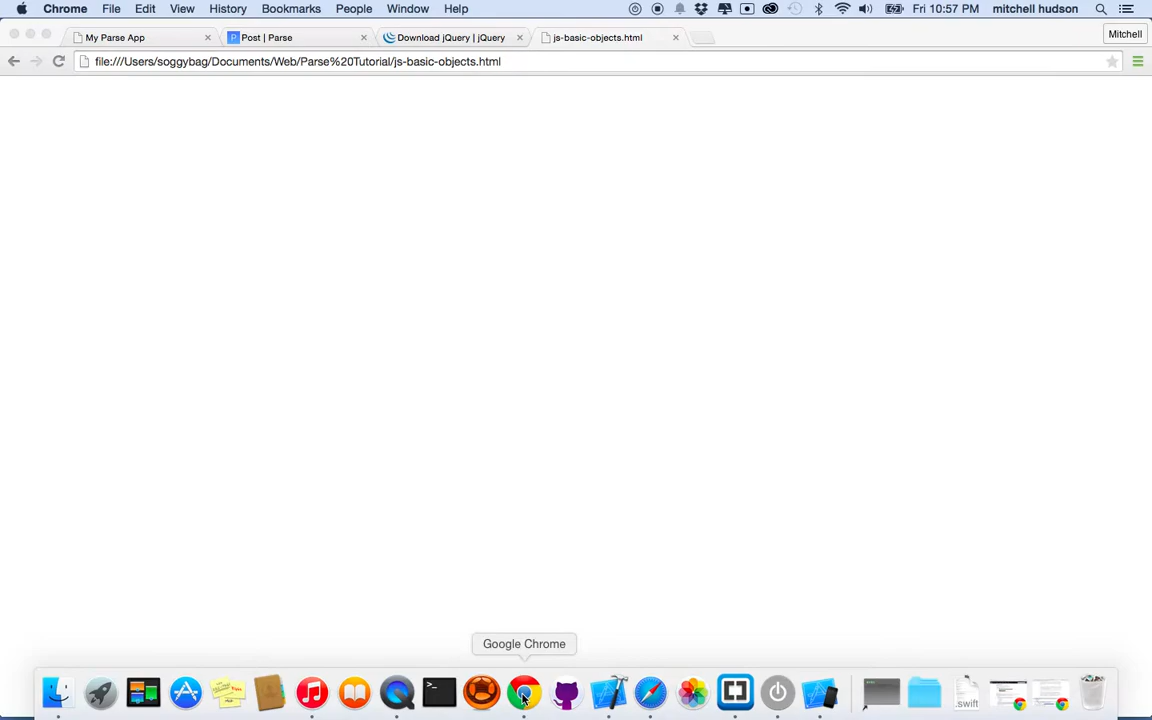 Chrome File Edit View History Bookmarks People Window Help Fri 10:57 PM mitchell hudson
My Parse App Post | Parse Download jQuery | jQuery js-basic-objects.html Mitchell
file:///Users/soggybag/Documents/Web/Parse%20Tutorial/js-basic-objects.html
Google Chrome
.swift